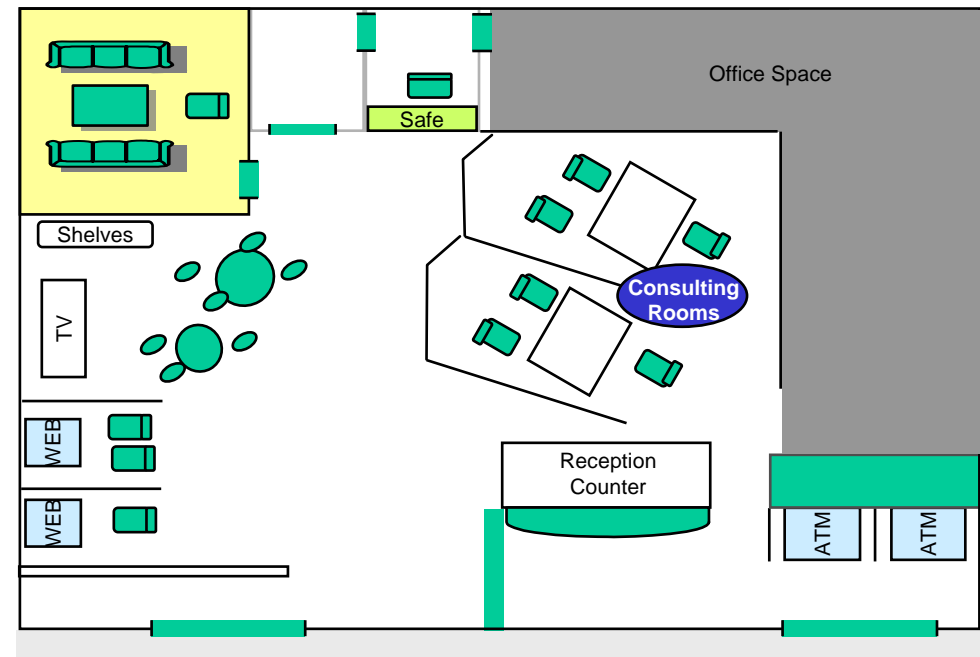 Office Space
Safe
Shelves
Consulting
Rooms
TV
WEB
Reception
Counter
WEB
ATM
ATM